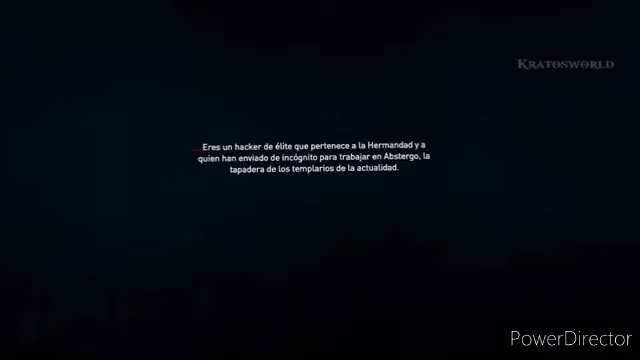 KRATOSWORLD
Eres un hacker de élite que pertenece a la Hermandad y a
quien han enviado de incógnito para trabajar en Abstergo, la
tapadera de los templarios de la actualidad.
PowerDirector